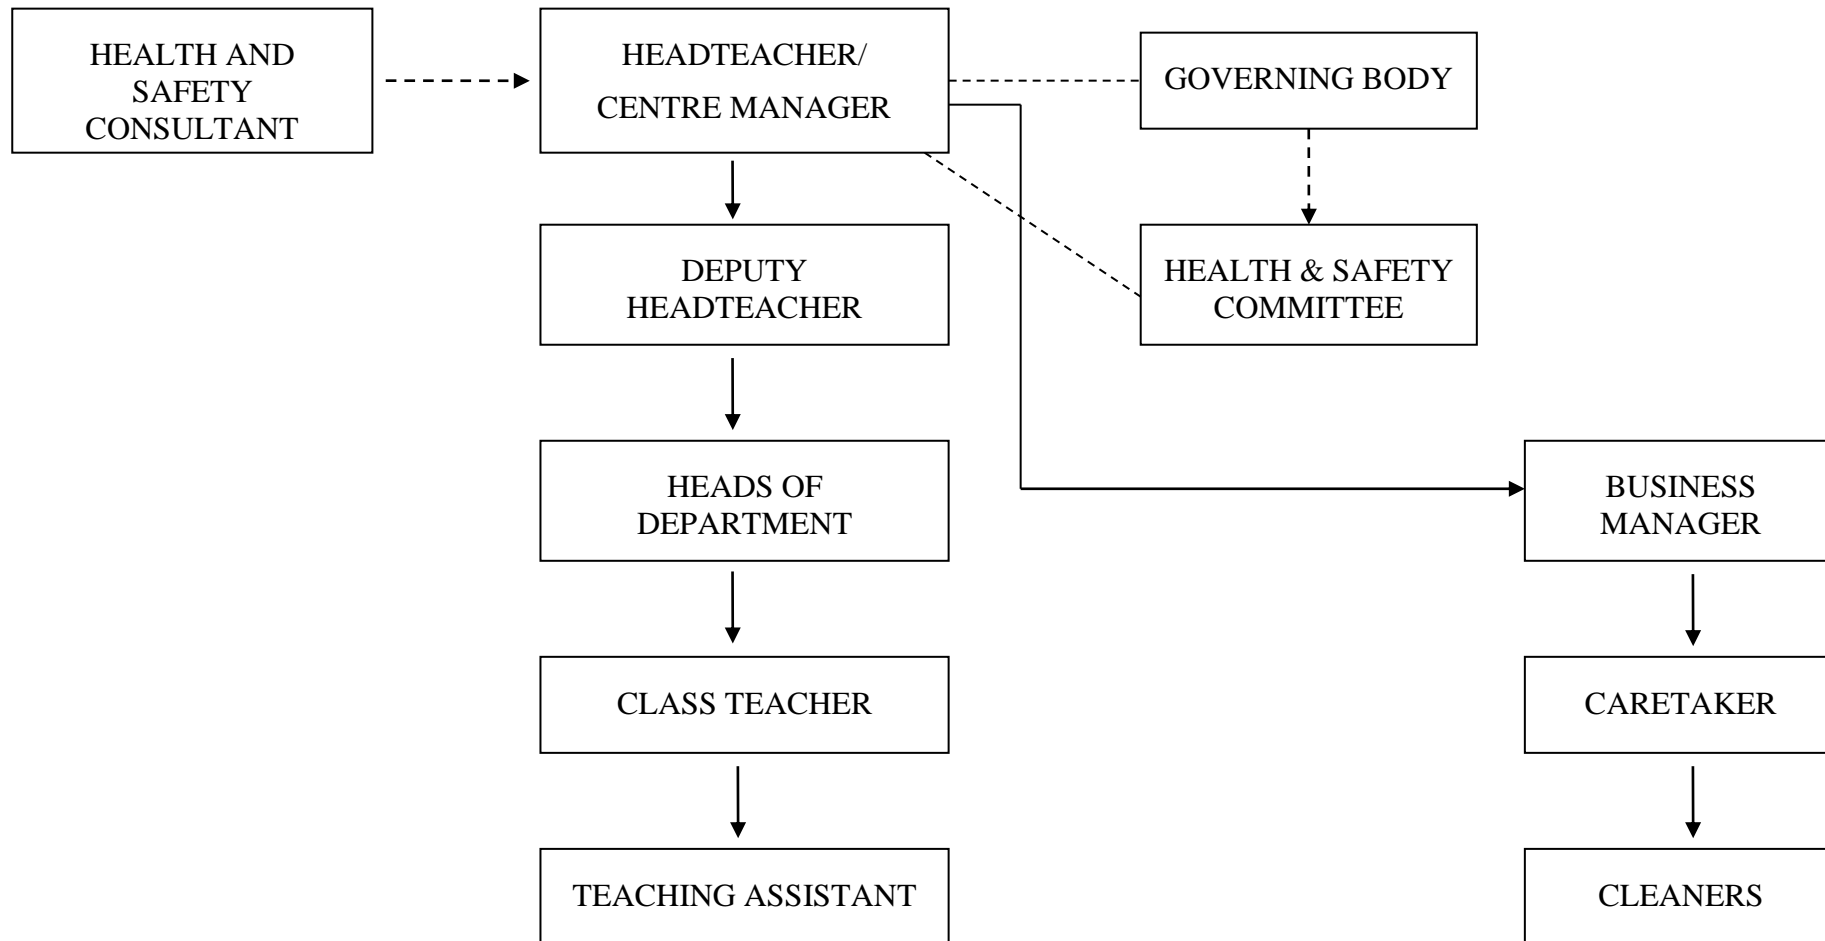 HEALTH AND
SAFETY
CONSULTANT
HEADTEACHER/
CENTRE MANAGER
GOVERNING BODY
DEPUTY
HEADTEACHER
HEALTH & SAFETY
COMMITTEE
HEADS OF
DEPARTMENT
BUSINESS
MANAGER
CLASS TEACHER
CARETAKER
TEACHING ASSISTANT
CLEANERS